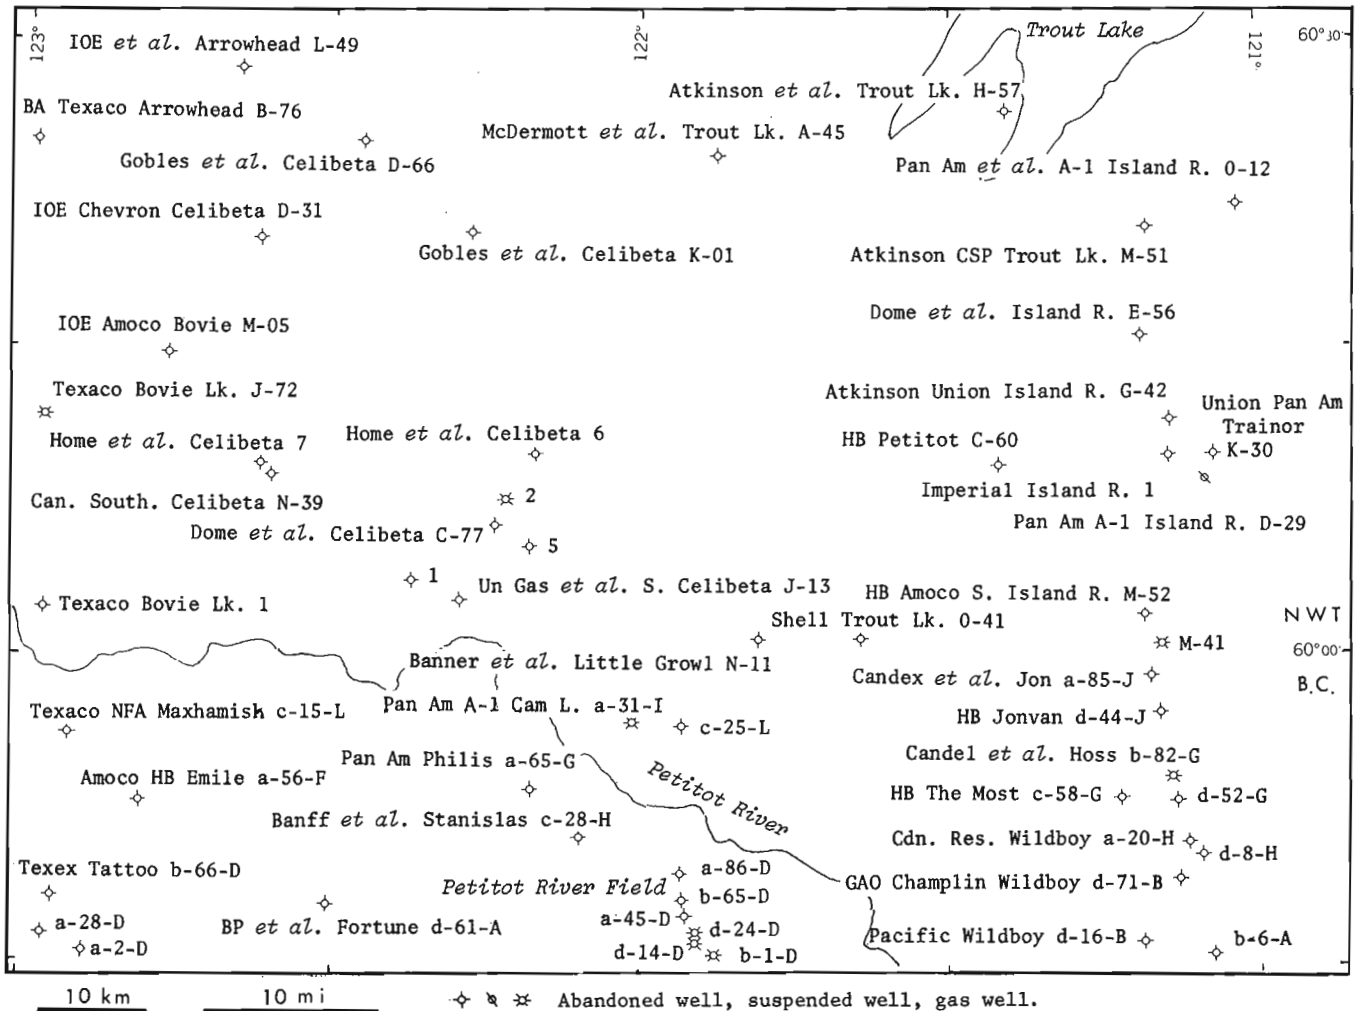 123°
122°
121°
60°30'
Trout Lake
IOE et al. Arrowhead L-49
Atkinson et al. Trout Lk. H-57
BA Texaco Arrowhead B-76
McDermott et al. Trout Lk. A-45
Gobles et al. Celibeta D-66
Pan Am et al. A-1 Island R. O-12
IOE Chevron Celibeta D-31
Gobles et al. Celibeta K-01
Atkinson CSP Trout Lk. M-51
Dome et al. Island R. E-56
IOE Amoco Bovie M-05
Texaco Bovie Lk. J-72
Atkinson Union Island R. G-42
Union Pan Am
Trainor
K-30
Home et al. Celibeta 7
Home et al. Celibeta 6
HB Petitot C-60
Imperial Island R. 1
Can. South. Celibeta N-39
2
Pan Am A-1 Island R. D-29
Dome et al. Celibeta C-77
5
1
Un Gas et al. S. Celibeta J-13
HB Amoco S. Island R. M-52
Texaco Bovie Lk. 1
Shell Trout Lk. O-41
NWT
M-41
60°00'
Banner et al. Little Growl N-11
Candex et al. Jon a-85-J
B.C.
Texaco NFA Maxhamish c-15-L
Pan Am A-1 Cam L. a-31-I
HB Jonvan d-44-J
c-25-L
Pan Am Philis a-65-G
Candel et al. Hoss b-82-G
Petitot River
Amoco HB Emile a-56-F
HB The Most c-58-G
d-52-G
Banff et al. Stanislas c-28-H
Cdn. Res. Wildboy a-20-H
d-8-H
Texex Tattoo b-66-D
a-86-D
Petitot River Field
GAO Champlin Wildboy d-71-B
b-65-D
a-28-D
BP et al. Fortune d-61-A
a-45-D
d-24-D
Pacific Wildboy d-16-B
b-6-A
a-2-D
d-14-D
b-1-D
10 km
10 mi
Abandoned well, suspended well, gas well.